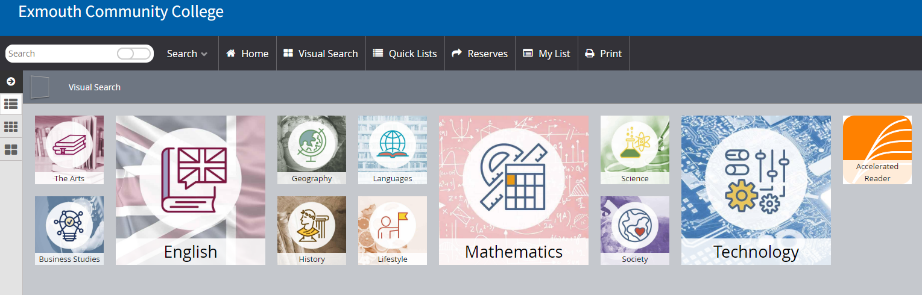 Exmouth Community College
Search
Search
Home
Visual Search
Quick Lists
Reserves
My List
Print
Visual Search
The Arts
English
Geography
Languages
Mathematics
Science
Technology
Accelerated
Reader
Business Studies
History
Lifestyle
Society